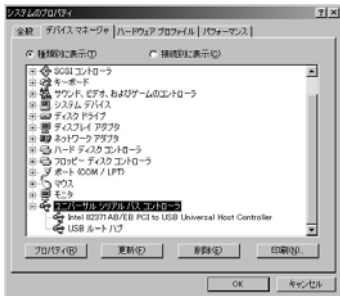 システムのプロパティ
全般 デバイス マネージャ ハードウェア プロファイル パフォーマンス
種類別に表示(T) 接続別に表示(C)
SCSI コントローラ
キーボード
サウンド、ビデオ、およびゲームのコントローラ
システム デバイス
ディスク ドライブ
ディスプレイ アダプタ
ネットワーク アダプタ
ハード ディスク コントローラ
フロッピー ディスク コントローラ
ポート (COM / LPT)
マウス
モニタ
ユニバーサル シリアル バス コントローラ
Intel 82371AB/EB PCI to USB Universal Host Controller
USB ルート ハブ
プロパティ(R) 更新(F) 削除(E) 印刷(N)...
OK キャンセル